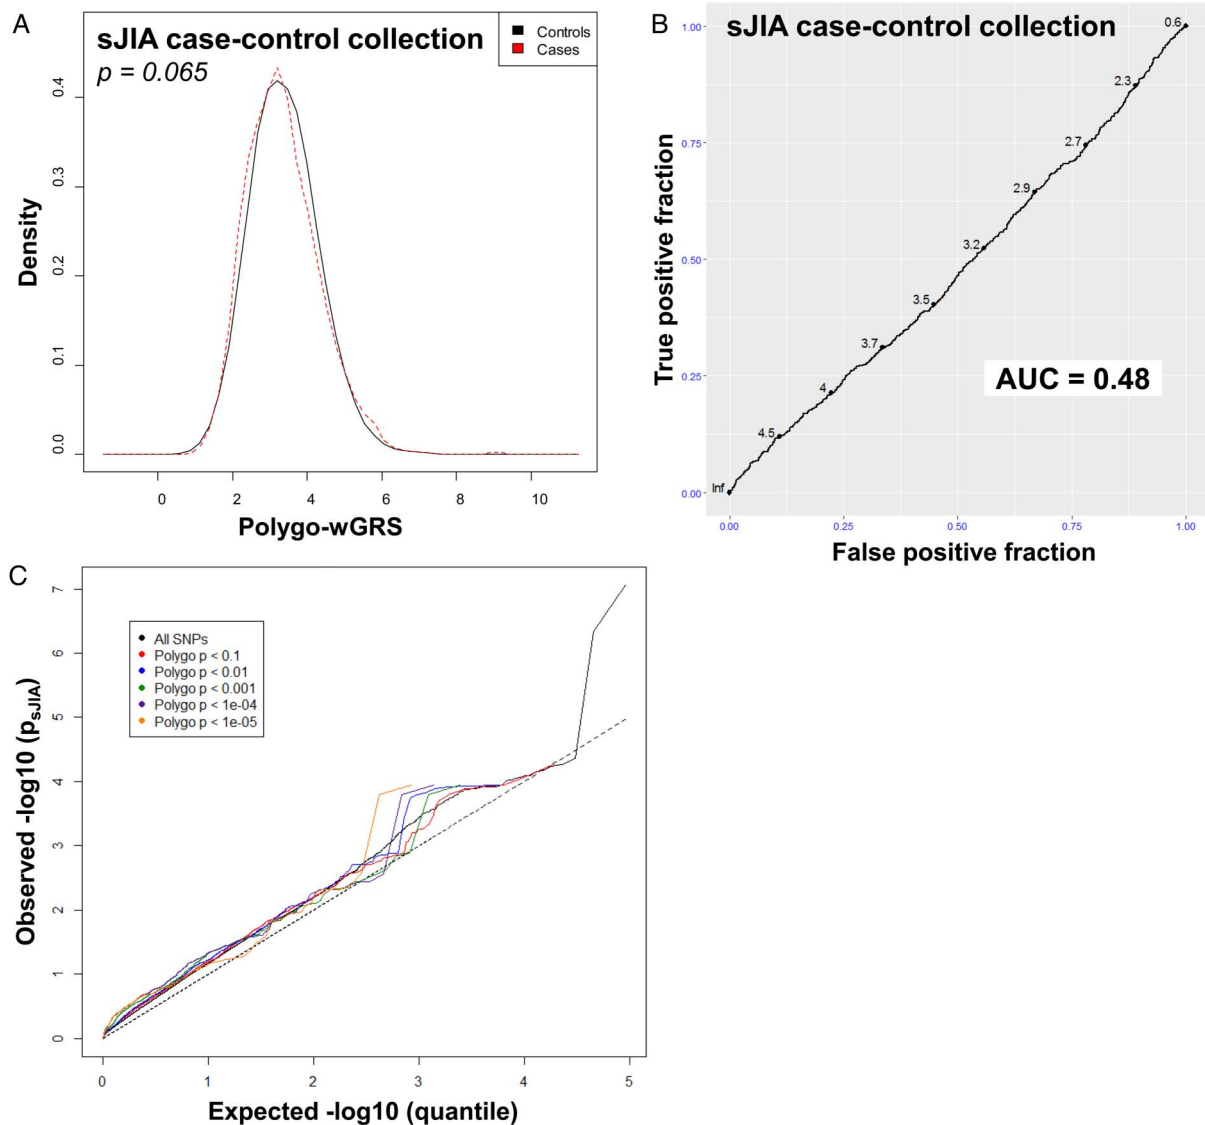 A
sJIA case-control collection
p = 0.065
Controls
Cases
Density
0.0
0.1
0.2
0.3
0.4
0 2 4 6 8 10
Polygo-wGRS
B
sJIA case-control collection
True positive fraction
1.00
0.75
0.50
0.25
0.00
0.6
2.3
2.7
2.9
3.2
3.5
3.7
4
4.5
Inf
AUC = 0.48
0.00 0.25 0.50 0.75 1.00
False positive fraction
C
Observed -log10 (psJIA)
7
6
5
4
3
2
1
0
All SNPs
Polygo p < 0.1
Polygo p < 0.01
Polygo p < 0.001
Polygo p < 1e-04
Polygo p < 1e-05
0 1 2 3 4 5
Expected -log10 (quantile)